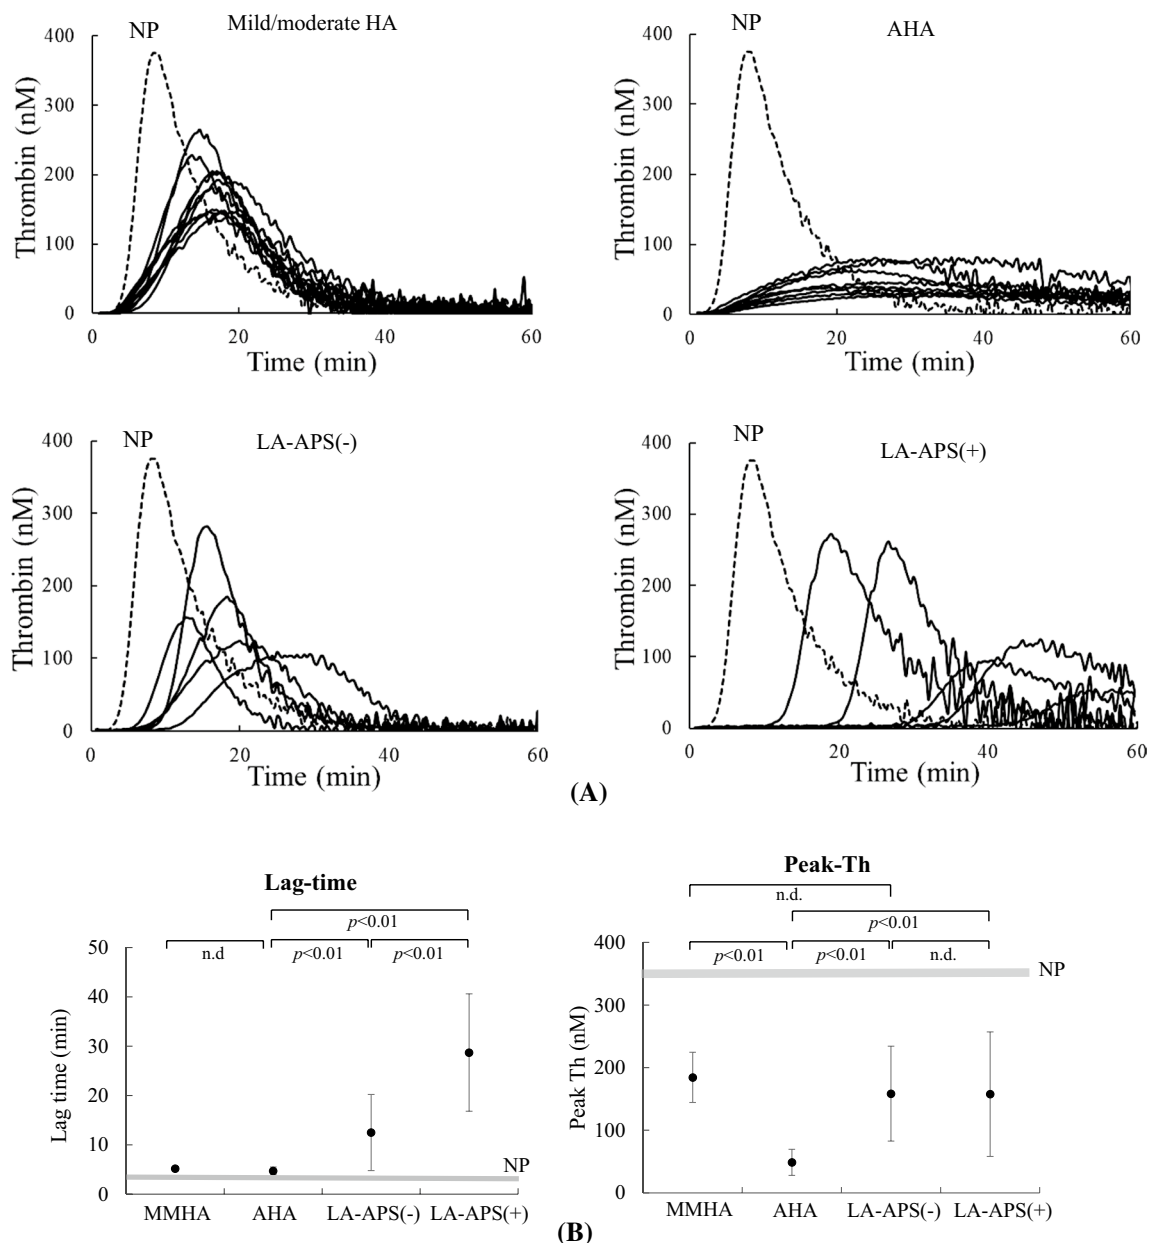 Mild/moderate HA
NP
400
300
200
100
0
Thrombin (nM)
0
20
40
60
Time (min)
AHA
NP
400
300
200
100
0
Thrombin (nM)
0
20
40
60
Time (min)
LA-APS(-)
NP
400
300
200
100
0
Thrombin (nM)
0
20
40
60
Time (min)
LA-APS(+)
NP
400
300
200
100
0
Thrombin (nM)
0
20
40
60
Time (min)
(A)
Lag-time
p<0.01
n.d
p<0.01
p<0.01
50
40
30
20
10
0
Lag time (min)
NP
MMHA
AHA
LA-APS(-)
LA-APS(+)
Peak-Th
n.d.
p<0.01
p<0.01
p<0.01
n.d.
400
300
200
100
0
Peak Th (nM)
NP
MMHA
AHA
LA-APS(-)
LA-APS(+)
(B)